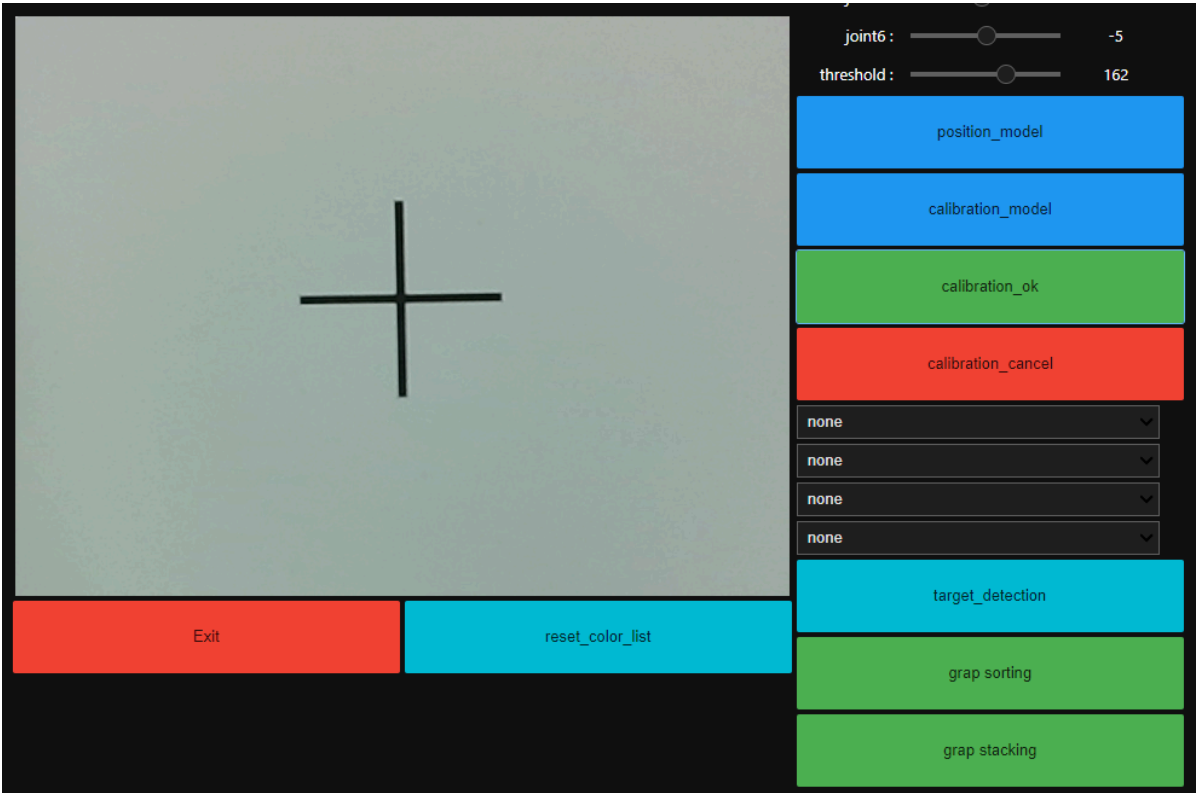 joint6 : -5
threshold : 162
position_model
calibration_model
calibration_ok
calibration_cancel
none
none
none
none
target_detection
Exit
reset_color_list
grap sorting
grap stacking